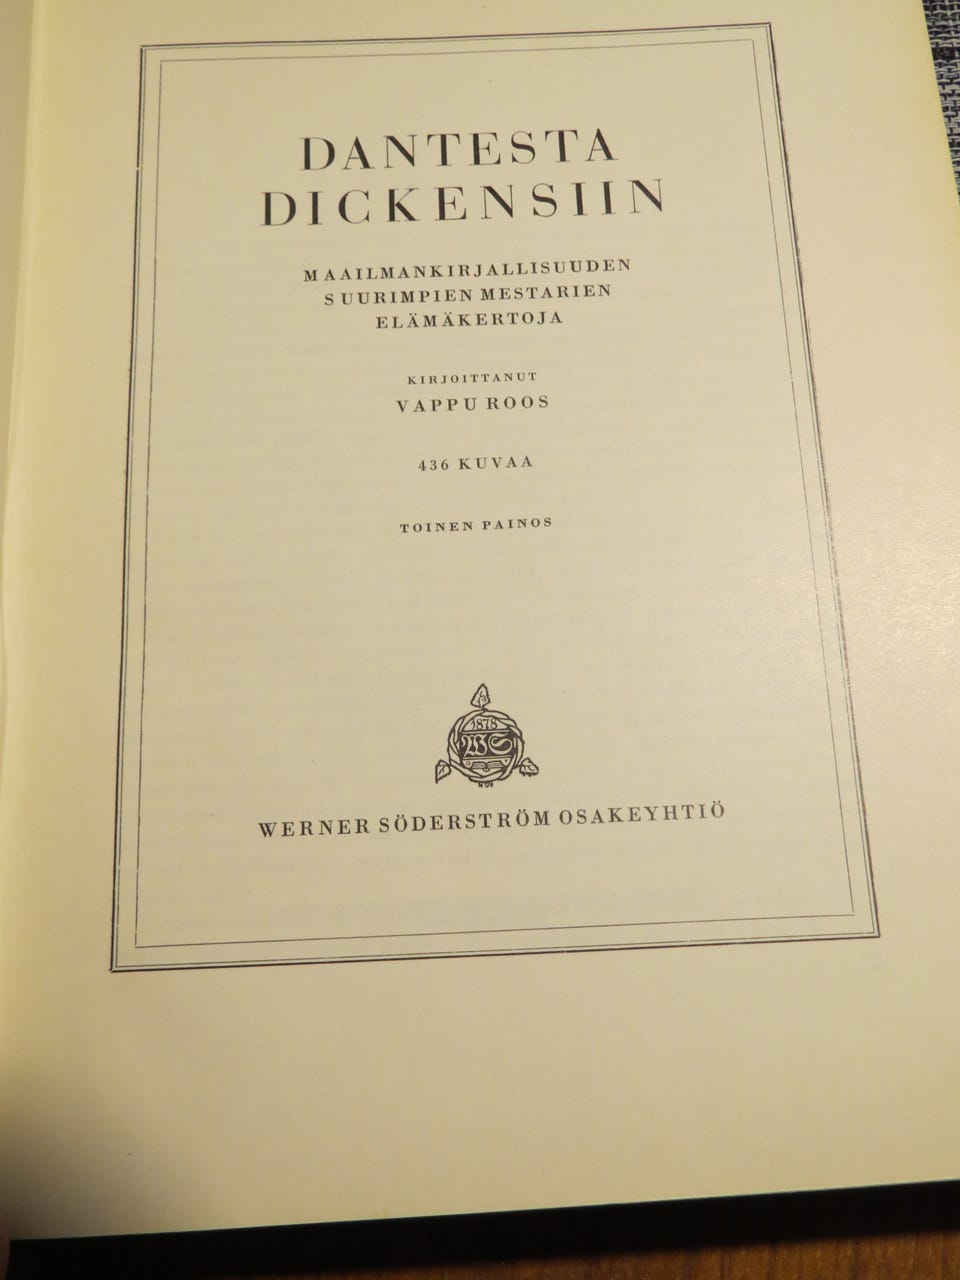 DANTESTA
DICKENSIIN
MAAILMANKIRJALLISUUDEN
SUURIMPIEN MESTARIEN
ELÄMÄKERTOJA
KIRJOITTANUT
VAPPU ROOS
436 KUVAA
TOINEN PAINOS
1878
WS
WERNER SÖDERSTRÖM OSAKEYHTIÖ